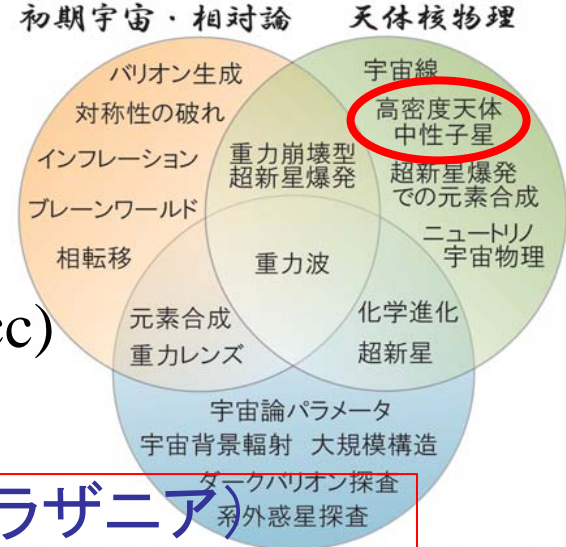 初期宇宙・相対論
天体核物理
バリオン生成
対称性の破れ
インフレーション
ブレーンワールド
相転移
重力崩壊型
超新星爆発
宇宙線
高密度天体
中性子星
超新星爆発
での元素合成
ニュートリノ
宇宙物理
重力波
cc)
元素合成
重力レンズ
化学進化
超新星
宇宙論パラメータ
宇宙背景輻射 大規模構造
ダークバリオン探査
系外惑星探査
ラザニア)